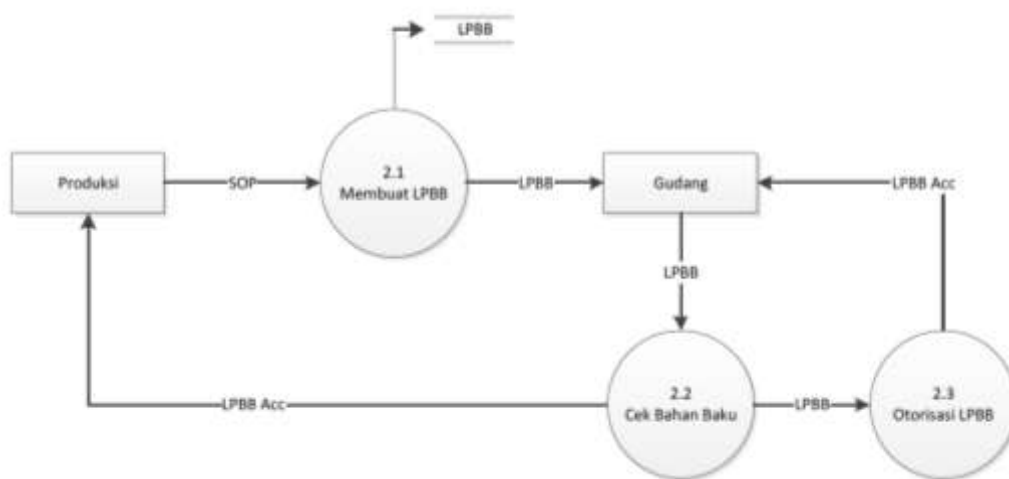 LPBB
Produksi
SOP
2.1
Membuat LPBB
LPBB
Gudang
LPBB Acc
LPBB
LPBB Acc
2.2
Cek Bahan Baku
LPBB
2.3
Otorisasi LPBB